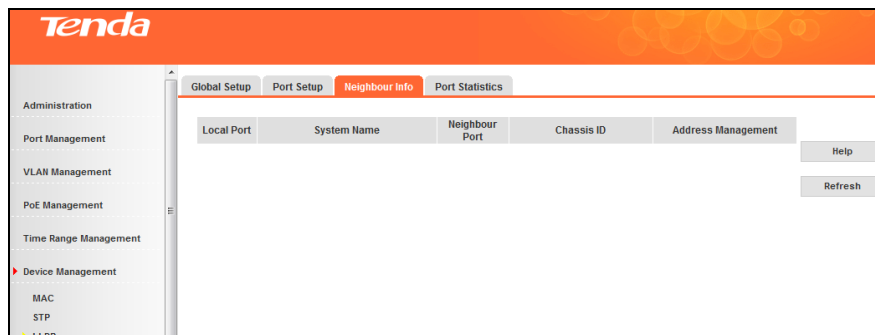 Tenda
Global Setup Port Setup Neighbour Info Port Statistics
Administration
Port Management
VLAN Management
PoE Management
Time Range Management
Device Management
MAC
STP
Local Port System Name Neighbour Port Chassis ID Address Management
Help
Refresh